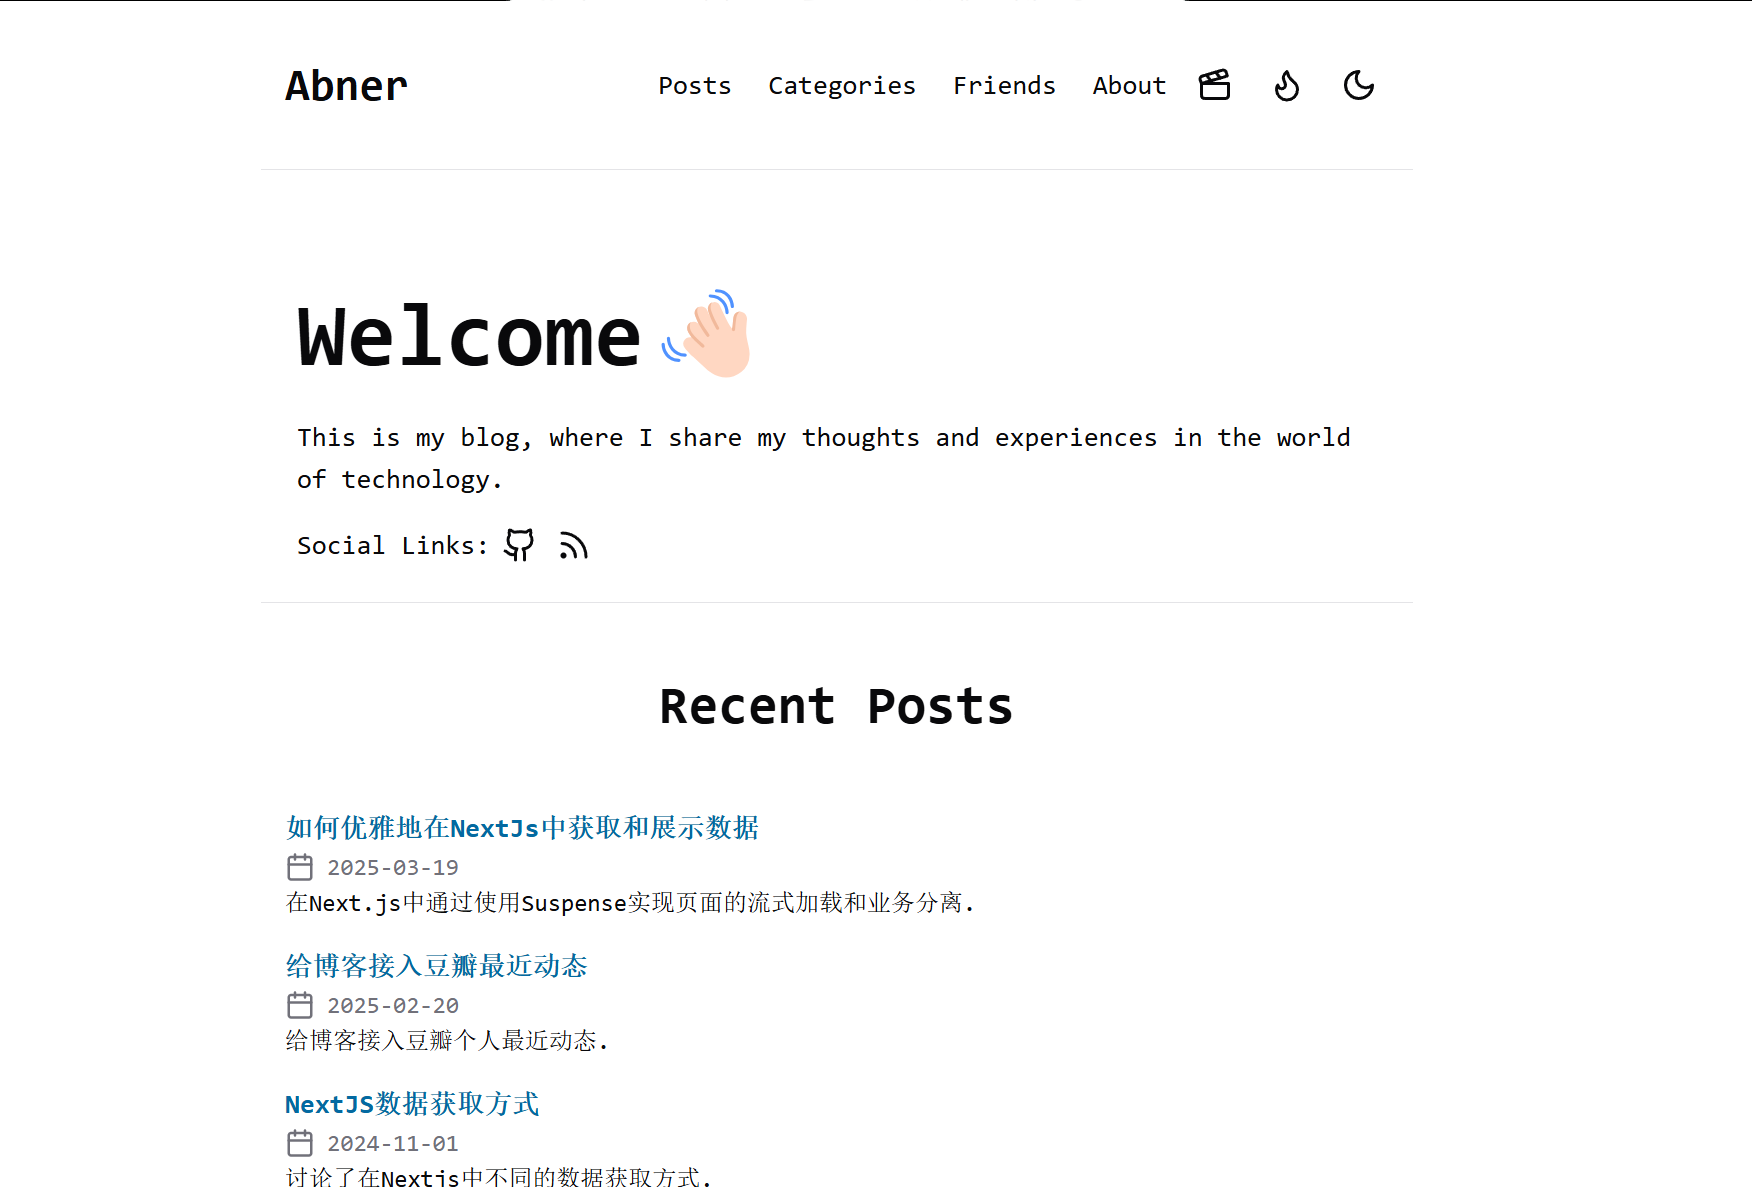 Abner
Posts Categories Friends About
Welcome
This is my blog, where I share my thoughts and experiences in the world
of technology.
Social Links:
Recent Posts
如何优雅地在NextJs中获取和展示数据
2025-03-19
在Next.js中通过使用Suspense实现页面的流式加载和业务分离.
给博客接入豆瓣最近动态
2025-02-20
给博客接入豆瓣个人最近动态.
NextJS数据获取方式
2024-11-01
讨论了在Nextjs中不同的数据获取方式.